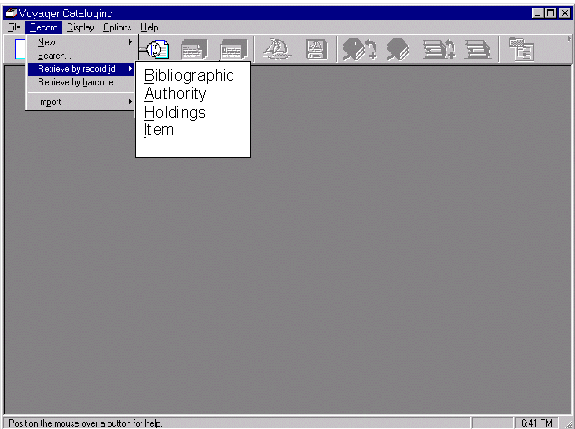 Voyager Cataloging
File Record Display Options Help
New
Search...
Retrieve by record id
Retrieve by barcode
Import
Bibliographic
Authority
Holdings
Item
Position the mouse over a button for help.
6:41 PM